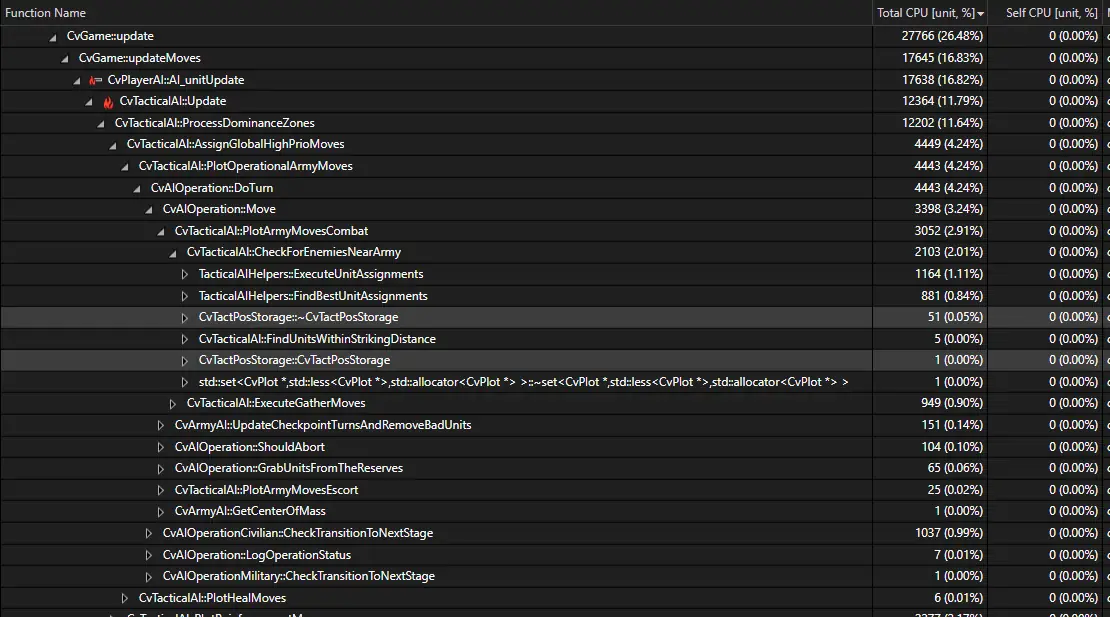 Function Name Total CPU [unit, %] Self CPU [unit, %]
CvGame::update 27766 (26.48%) 0 (0.00%)
CvGame::updateMoves 17645 (16.83%) 0 (0.00%)
CvPlayerAI::AI_unitUpdate 17638 (16.82%) 0 (0.00%)
CvTacticalAI::Update 12364 (11.79%) 0 (0.00%)
CvTacticalAI::ProcessDominanceZones 12202 (11.64%) 0 (0.00%)
CvTacticalAI::AssignGlobalHighPrioMoves 4449 (4.24%) 0 (0.00%)
CvTacticalAI::PlotOperationalArmyMoves 4443 (4.24%) 0 (0.00%)
CvAIOperation::DoTurn 4443 (4.24%) 0 (0.00%)
CvAIOperation::Move 3398 (3.24%) 0 (0.00%)
CvTacticalAI::PlotArmyMovesCombat 3052 (2.91%) 0 (0.00%)
CvTacticalAI::CheckForEnemiesNearArmy 2103 (2.01%) 0 (0.00%)
TacticalAIHelpers::ExecuteUnitAssignments 1164 (1.11%) 0 (0.00%)
TacticalAIHelpers::FindBestUnitAssignments 881 (0.84%) 0 (0.00%)
CvTactPosStorage::~CvTactPosStorage 51 (0.05%) 0 (0.00%)
CvTacticalAI::FindUnitsWithinStrikingDistance 5 (0.00%) 0 (0.00%)
CvTactPosStorage::CvTactPosStorage 1 (0.00%) 0 (0.00%)
std::set<CvPlot *,std::less<CvPlot *>,std::allocator<CvPlot *> >::~set<CvPlot *,std::less<CvPlot *>,std::allocator<CvPlot *> > 1 (0.00%) 0 (0.00%)
CvTacticalAI::ExecuteGatherMoves 949 (0.90%) 0 (0.00%)
CvArmyAI::UpdateCheckpointTurnsAndRemoveBadUnits 151 (0.14%) 0 (0.00%)
CvAIOperation::ShouldAbort 104 (0.10%) 0 (0.00%)
CvAIOperation::GrabUnitsFromTheReserves 65 (0.06%) 0 (0.00%)
CvTacticalAI::PlotArmyMovesEscort 25 (0.02%) 0 (0.00%)
CvArmyAI::GetCenterOfMass 1 (0.00%) 0 (0.00%)
CvAIOperationCivilian::CheckTransitionToNextStage 1037 (0.99%) 0 (0.00%)
CvAIOperation::LogOperationStatus 7 (0.01%) 0 (0.00%)
CvAIOperationMilitary::CheckTransitionToNextStage 1 (0.00%) 0 (0.00%)
CvTacticalAI::PlotHealMoves 6 (0.01%) 0 (0.00%)